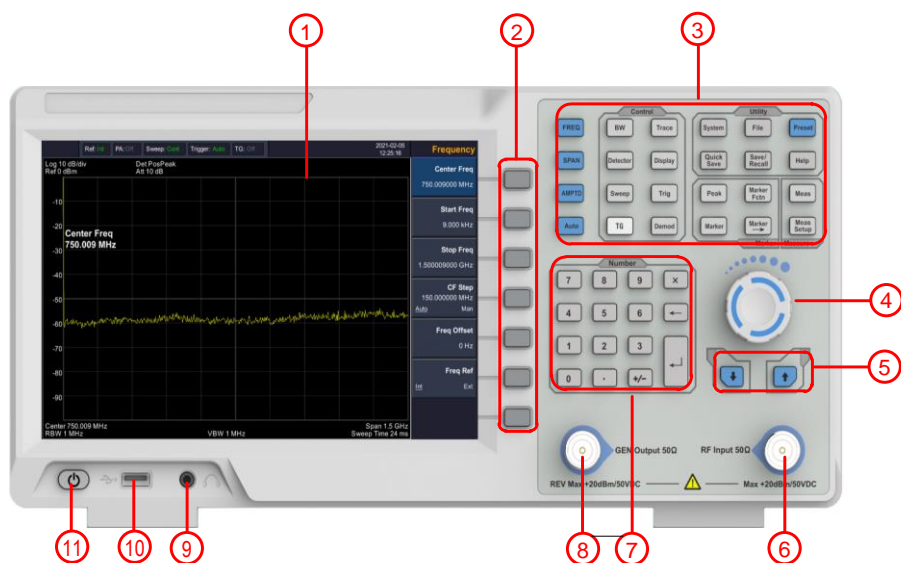 1
2
3
Ref: Int PA: Off Sweep: Cont Trigger: Auto TG: Off
2021-02-05
12:25:16
Frequency
Log 10 dB/div Det PosPeak
Ref 0 dBm Att 10 dB
-10
-20
-30
-40
-50
-60
-70
-80
-90
Center Freq
750.009 MHz
Center 750.009 MHz Span 1.5 GHz
RBW 1 MHz VBW 1 MHz Sweep Time 24 ms
Center Freq
750.009000 MHz
Start Freq
9.000 kHz
Stop Freq
1.500009000 GHz
CF Step
150.000000 MHz
Auto Man
Freq Offset
0 Hz
Freq Ref
Int Ext
Control
Utility
FREQ BW Trace System File Preset
SPAN Detector Display Quick Save Save/ Recall Help
AMPTD Sweep Trig Peak Marker Fctn Meas
Auto TG Demod Marker Marker → Meas Setup
Number
7 8 9 ×
4 5 6 ←
1 2 3 ↵
0 . +/−
4
5
GEN Output 50Ω RF Input 50Ω
REV Max +20dBm/50VDC Max +20dBm/50VDC
11
10
9
8
7
6